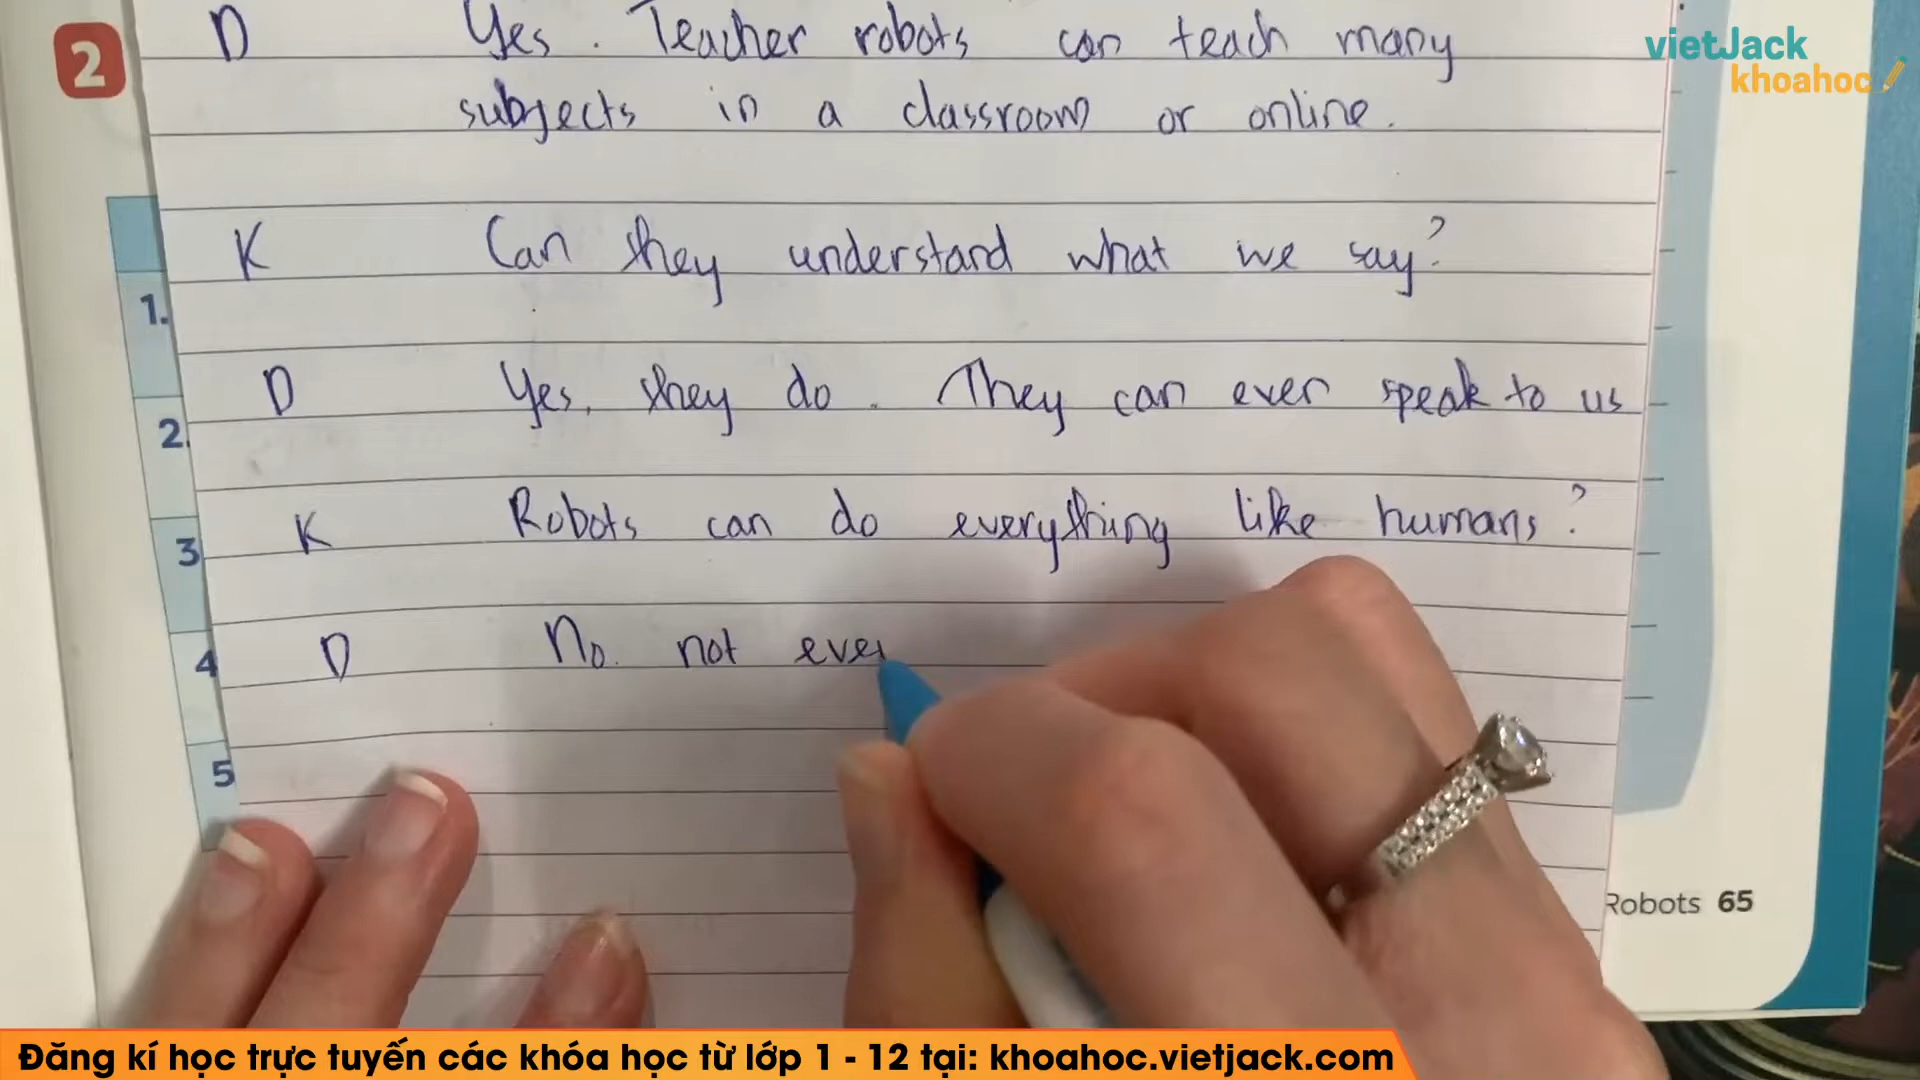 2
D Yes. Teacher robots can teach many
subjects in a classroom or online.
K Can they understand what we say?
1.
D Yes, they do. They can even speak to us
2.
K Robots can do everything like humans?
3
D No. not ever
4
5
Robots 65
vietJack
khoahoc
Đăng kí học trực tuyến các khóa học từ lớp 1 - 12 tại: khoahoc.vietjack.com